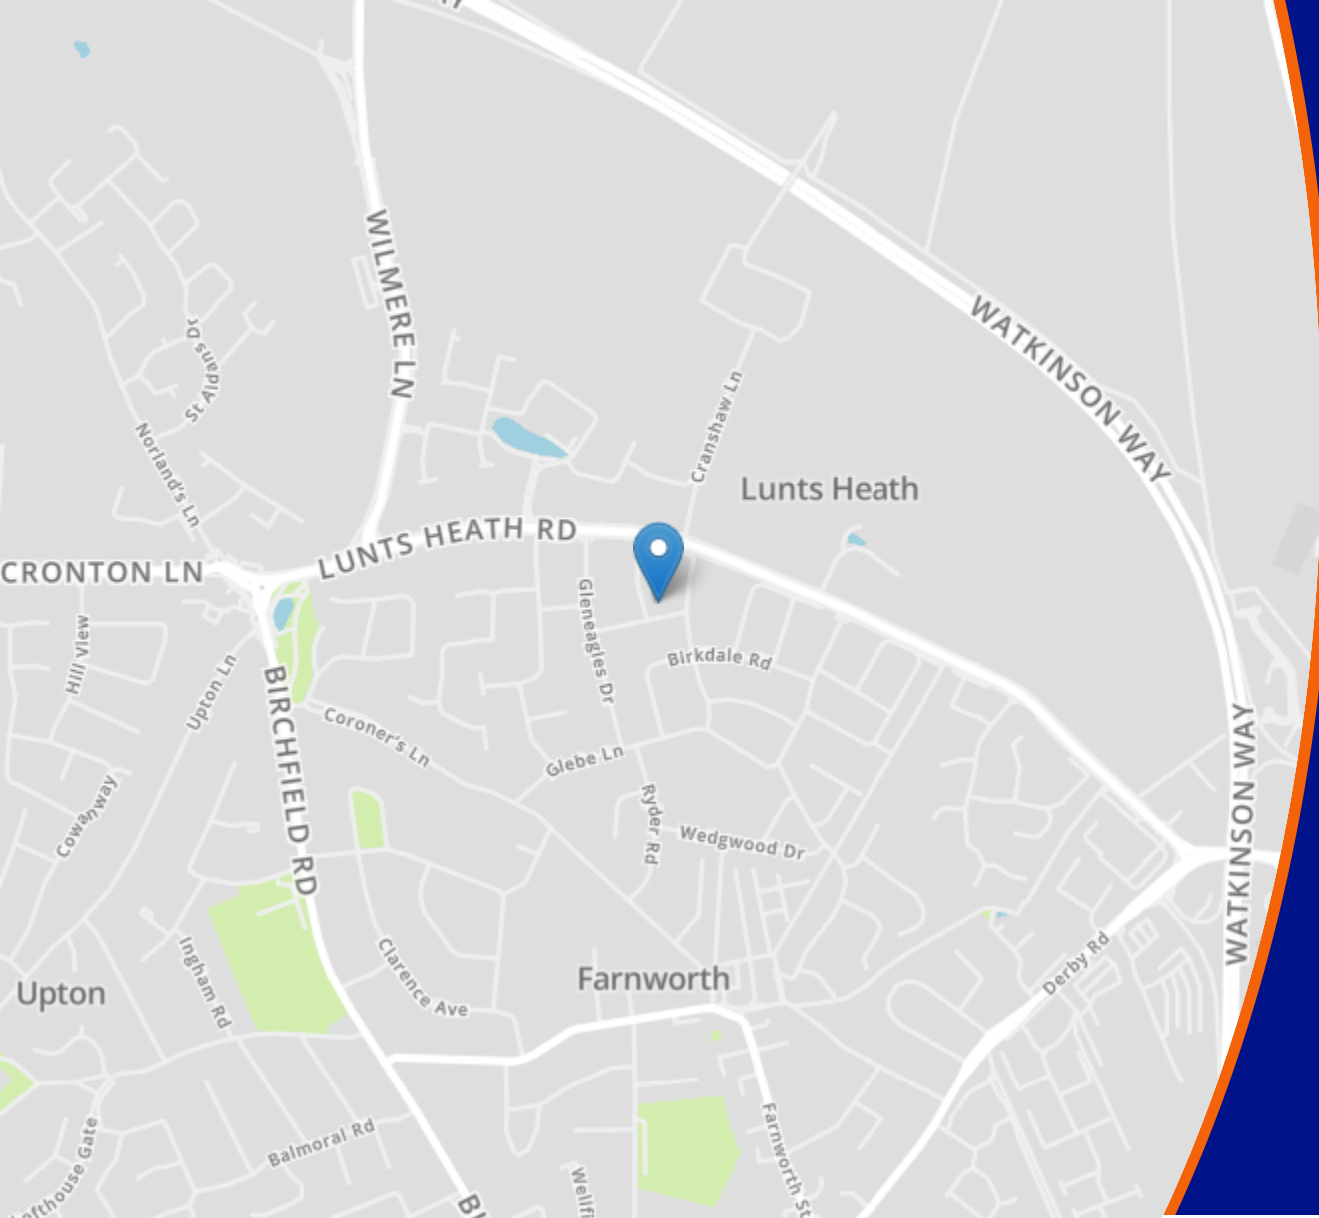 WILMERE LN
WATKINSON WAY
St Aidans Dr
Cranshaw Ln
Norland's Ln
Lunts Heath
LUNTS HEATH RD
CRONTON LN
Gleneagles Dr
Hill View
Birkdale Rd
Upton Ln
BIRCHFIELD RD
Coroner's Ln
WATKINSON WAY
Glebe Ln
Cowanway
Ryder Rd
Wedgwood Dr
Ingham Rd
Clarence Ave
Derby Rd
Farnworth
Upton
Balmoral Rd
Farnworth St